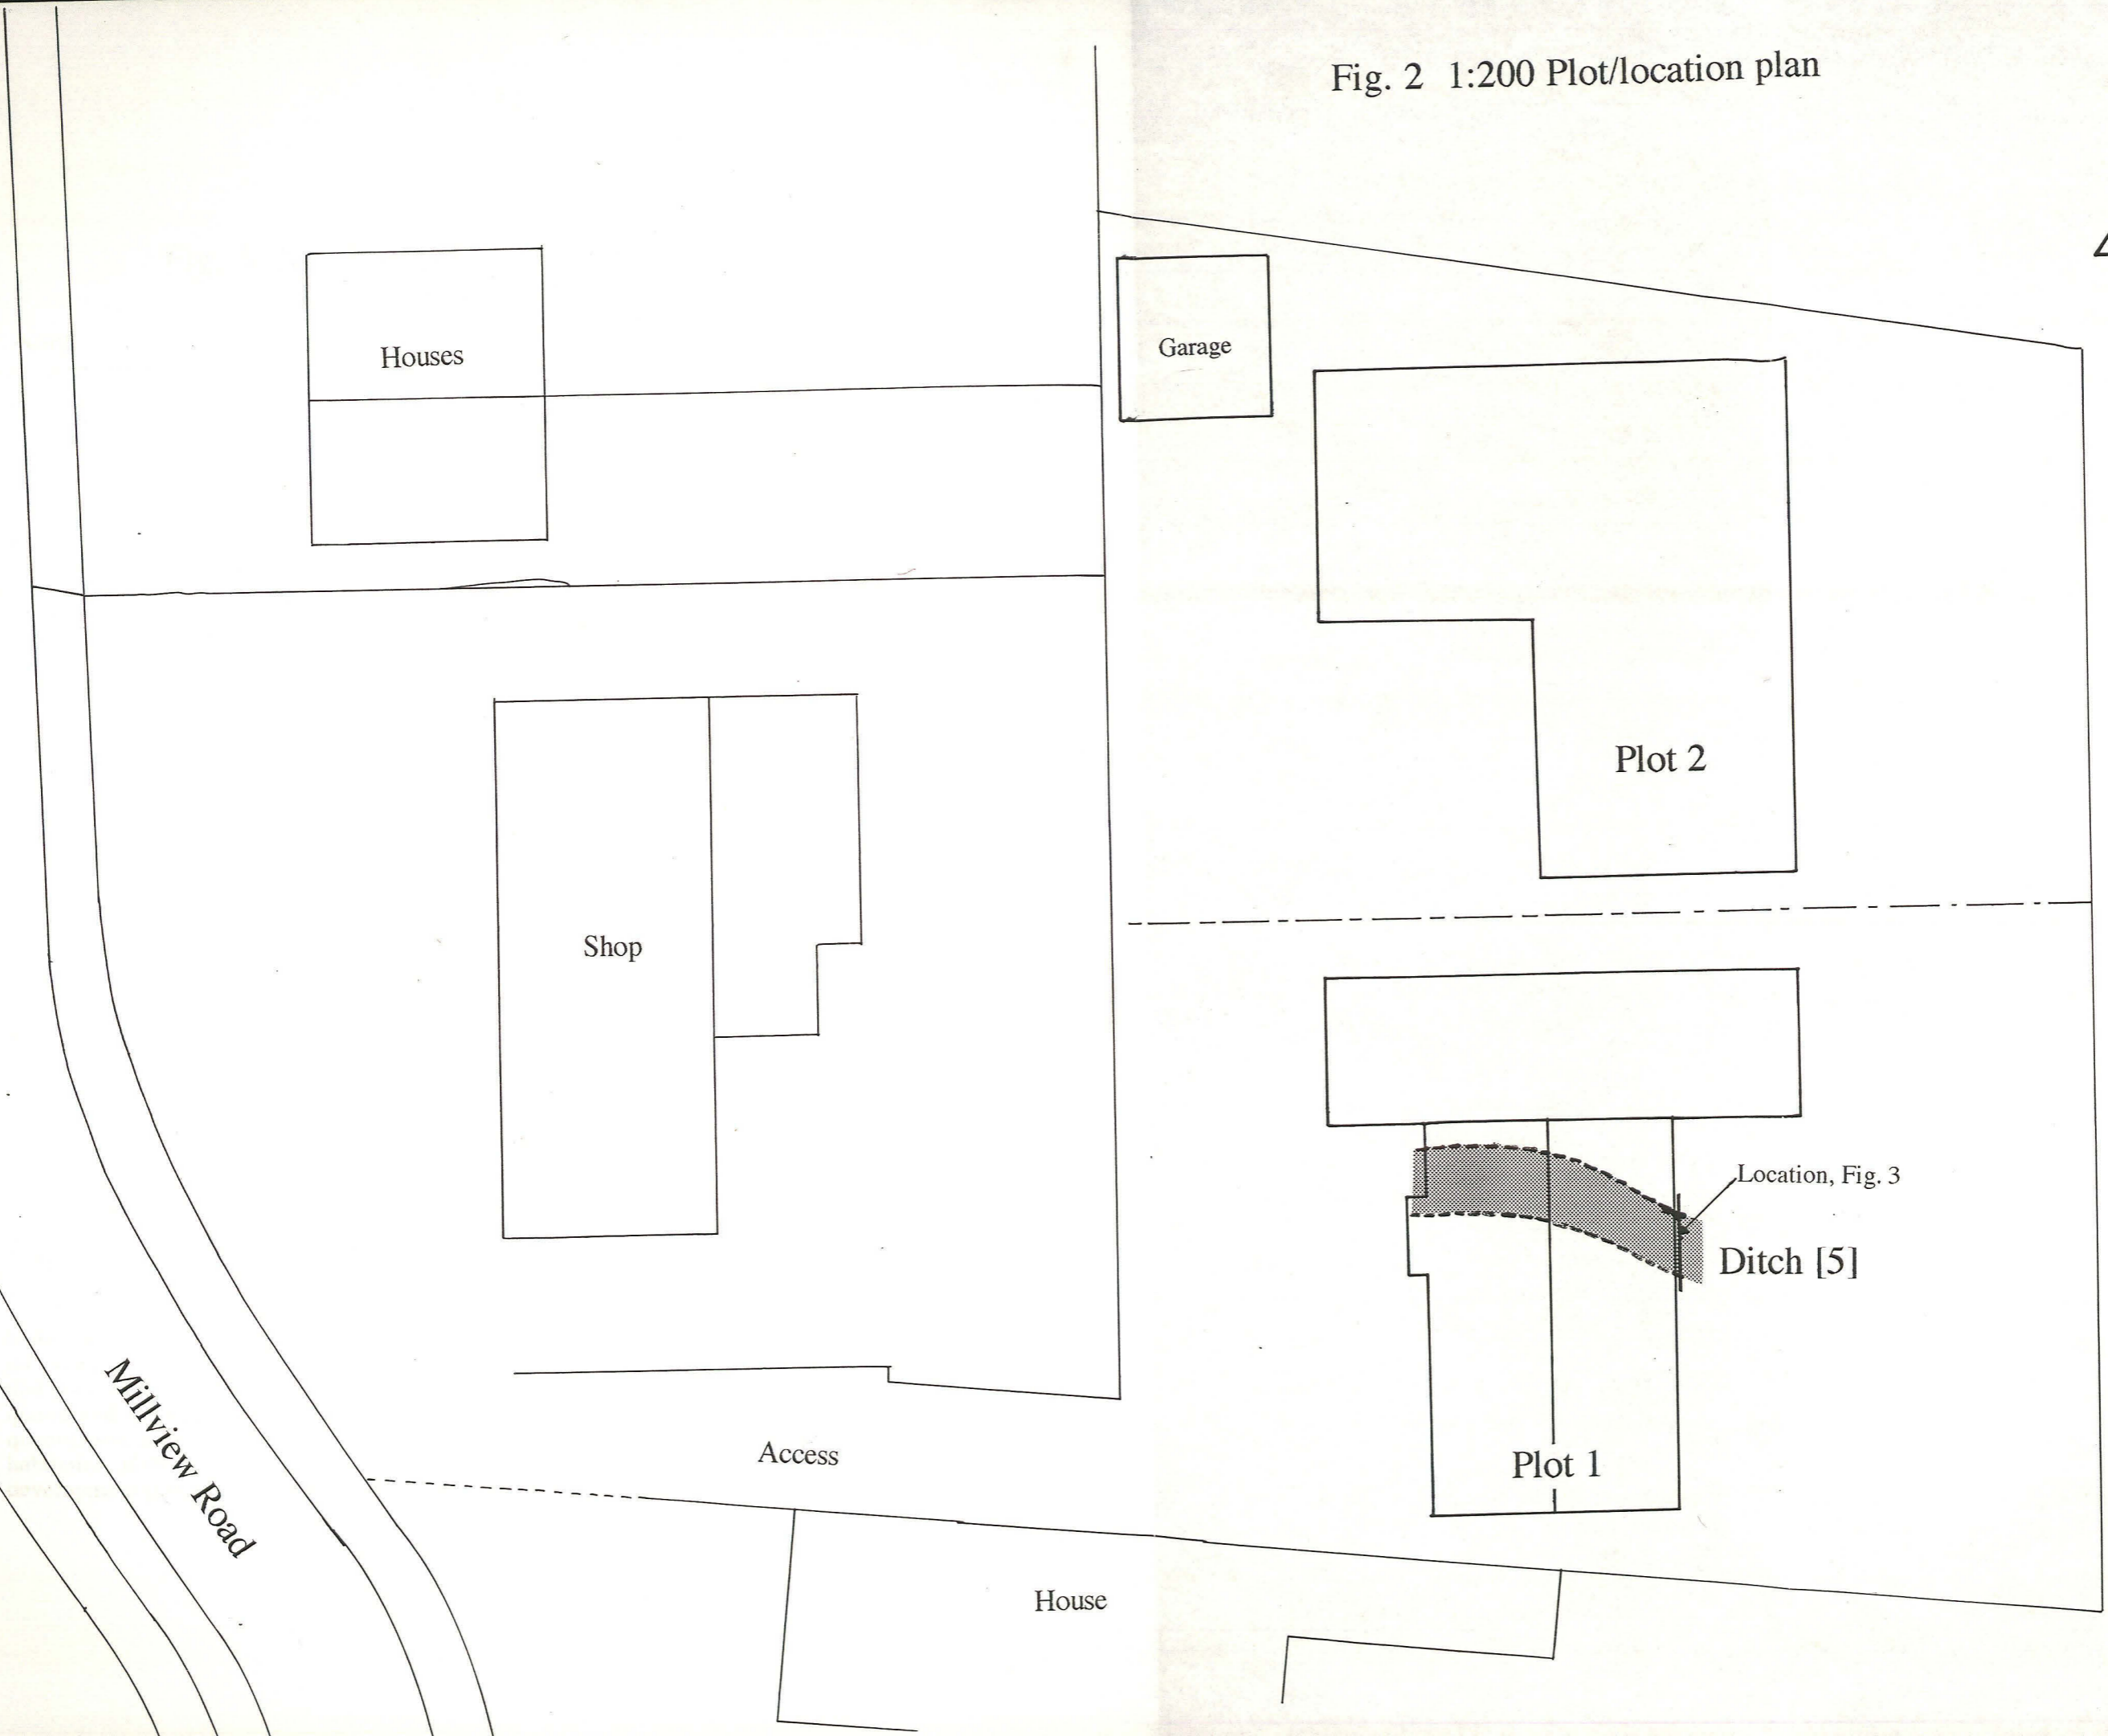 Fig. 2 1:200 Plot/location plan
Houses
Garage
Plot 2
Shop
Location, Fig. 3
Ditch [5]
Millview Road
Access
Plot 1
House